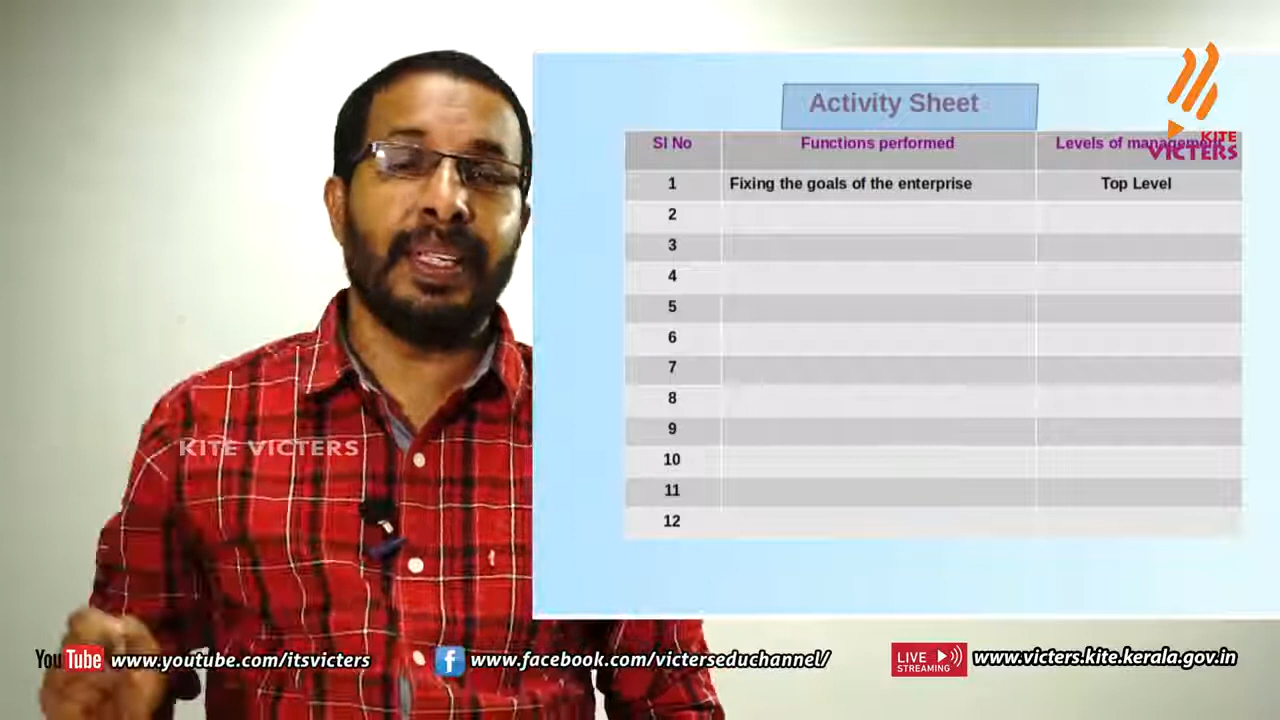 Activity Sheet
Sl No Functions performed Levels of management
1 Fixing the goals of the enterprise Top Level
2
3
4
5
6
7
8
9
10
11
12
KITE
VICTERS
KITE VICTERS
YouTube www.youtube.com/itsvicters
f www.facebook.com/victerseduchannel/
LIVE STREAMING www.victers.kite.kerala.gov.in